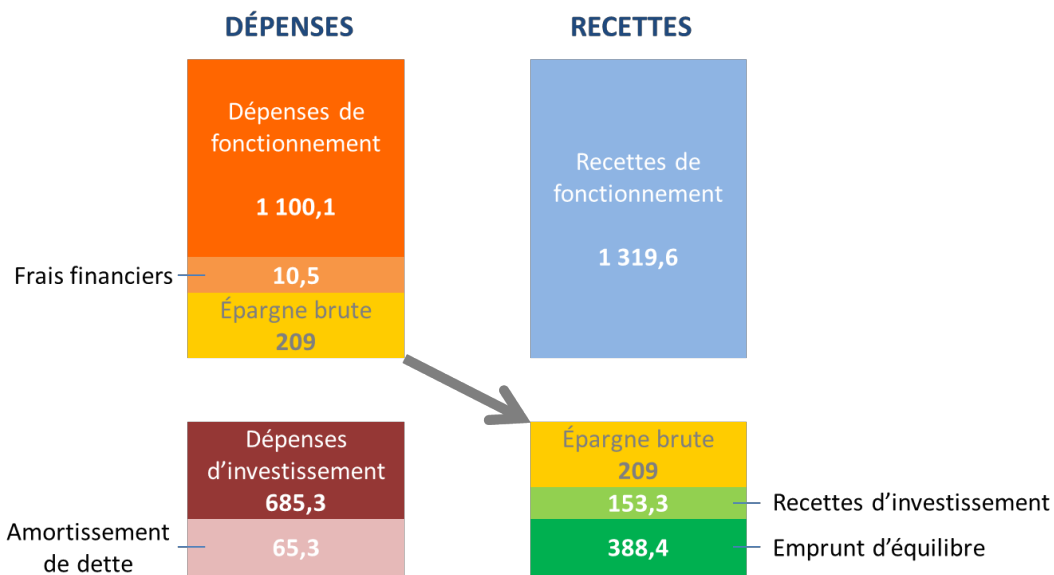 DÉPENSES
RECETTES
Dépenses de
fonctionnement
1 100,1
Frais financiers
10,5
Épargne brute
209
Recettes de
fonctionnement
1 319,6
Dépenses
d’investissement
685,3
Amortissement
de dette
65,3
Épargne brute
209
153,3
Recettes d’investissement
388,4
Emprunt d’équilibre